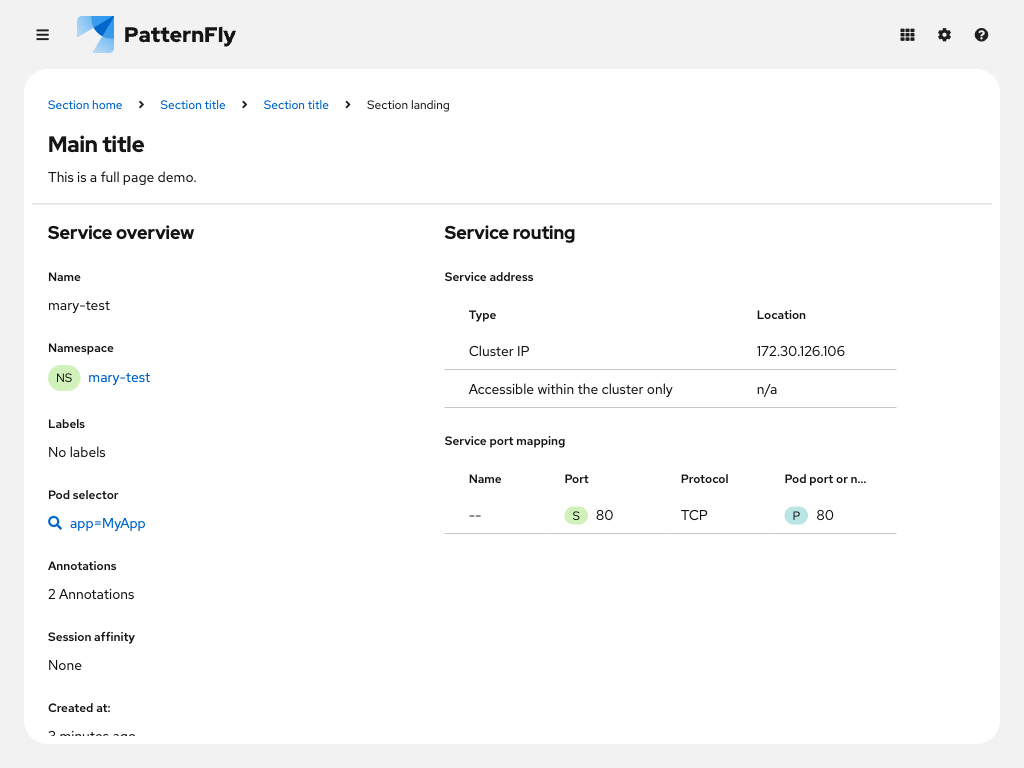 PatternFly
Section home
Section title
Section title
Section landing
Main title
This is a full page demo.
Service overview
Name
mary-test
Namespace
NS mary-test
Labels
No labels
Pod selector
app=MyApp
Annotations
2 Annotations
Session affinity
None
Created at:
3 minutes ago
Service routing
Service address
Type Location
Cluster IP 172.30.126.106
Accessible within the cluster only n/a
Service port mapping
Name Port Protocol Pod port or n...
-- S 80 TCP P 80